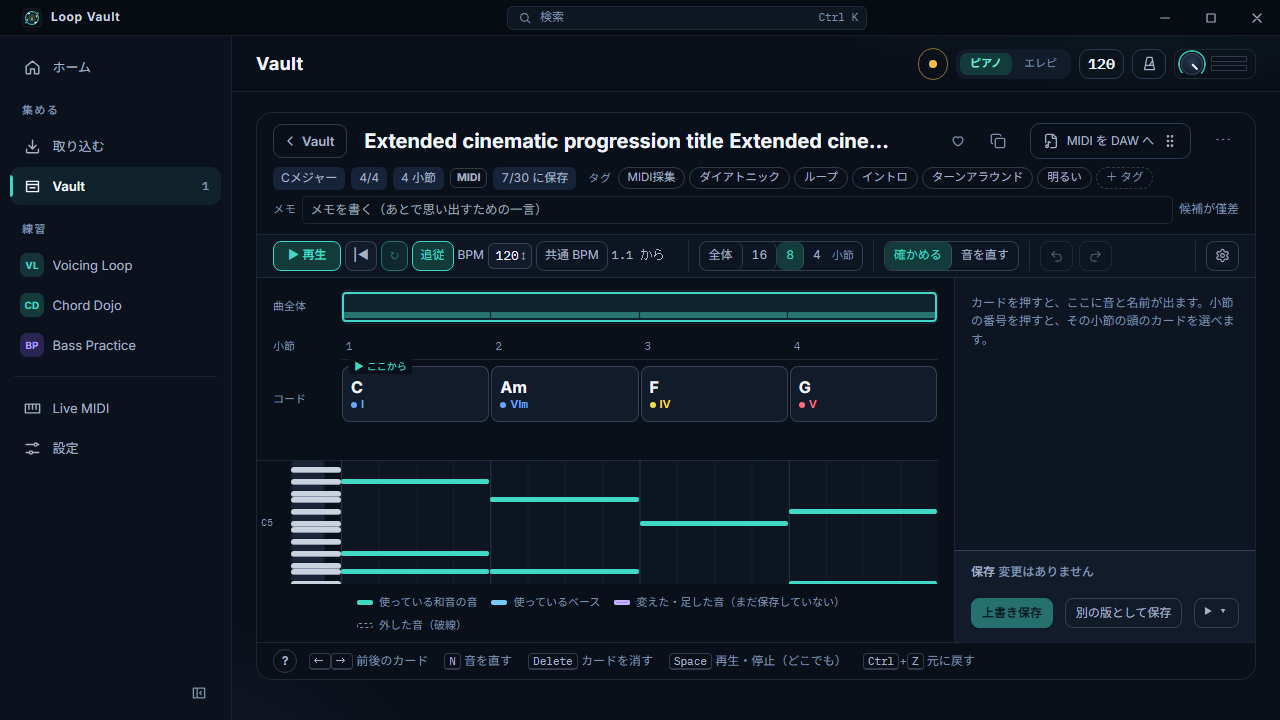 Loop Vault
検索
Ctrl K
ホーム
集める
取り込む
Vault 1
練習
VL Voicing Loop
CD Chord Dojo
BP Bass Practice
Live MIDI
設定
Vault
ピアノ エレピ 120
Vault Extended cinematic progression title Extended cine… MIDI を DAW へ
Cメジャー 4/4 4 小節 MIDI 7/30 に保存 タグ MIDI採集 ダイアトニック ループ イントロ ターンアラウンド 明るい ＋ タグ
メモ メモを書く（あとで思い出すための一言） 候補が僅差
▶ 再生 |◀ ↻ 追従 BPM 120↕ 共通 BPM 1.1 から 全体 16 8 4 小節 確かめる 音を直す
曲全体
小節 1 2 3 4
▶ ここから
コード
C Am F G
I VIm IV V
C5
使っている和音の音 使っているベース 変えた・足した音（まだ保存していない）
外した音（破線）
カードを押すと、ここに音と名前が出ます。小節
の番号を押すと、その小節の頭のカードを選べま
す。
保存 変更はありません
上書き保存 別の版として保存 ▶ ▾
? ← → 前後のカード N 音を直す Delete カードを消す Space 再生・停止（どこでも） Ctrl+Z 元に戻す